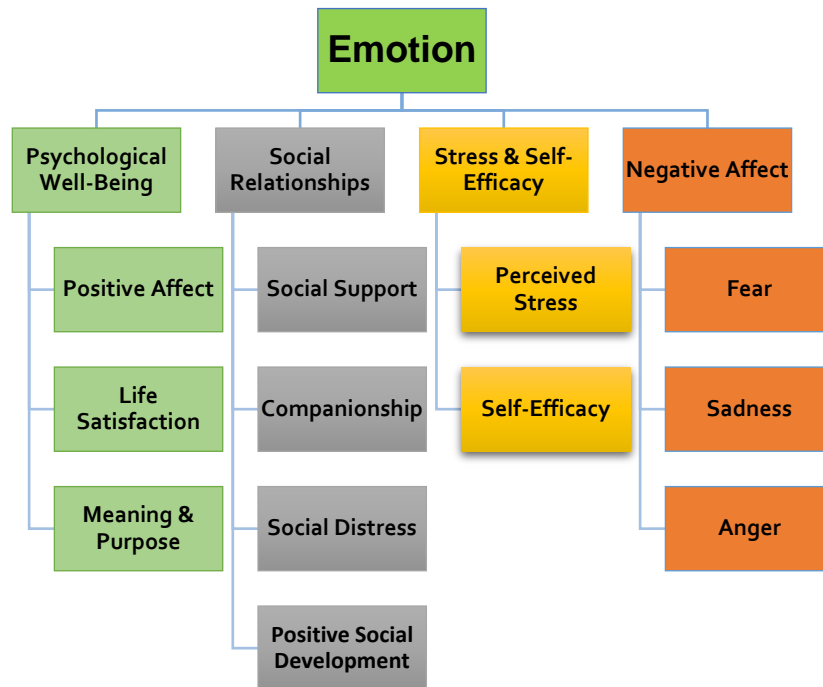 Emotion
Psychological
Well-Being
Social
Relationships
Stress & Self-
Efficacy
Negative Affect
Positive Affect
Social Support
Perceived
Stress
Fear
Life
Satisfaction
Companionship
Self-Efficacy
Sadness
Meaning &
Purpose
Social Distress
Anger
Positive Social
Development